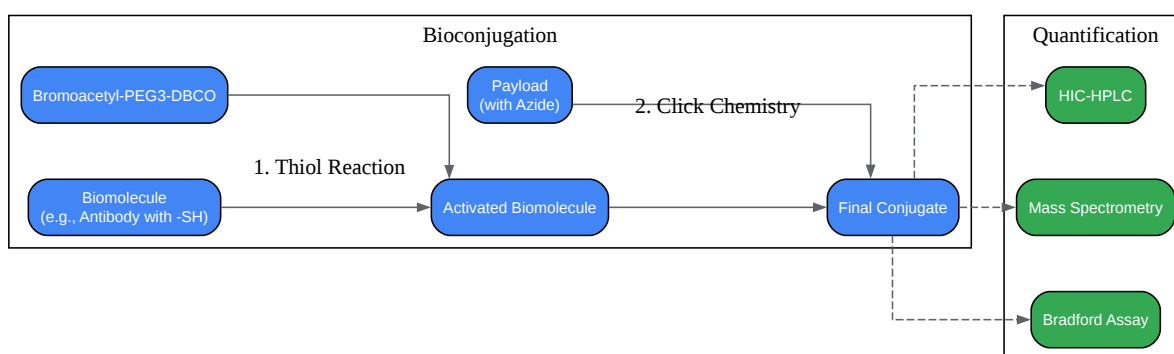 Bioconjugation
Quantification
Bromoacetyl-PEG3-DBCO
Payload
(with Azide)
2. Click Chemistry
HIC-HPLC
1. Thiol Reaction
Biomolecule
(e.g., Antibody with -SH)
Activated Biomolecule
Final Conjugate
Mass Spectrometry
Bradford Assay